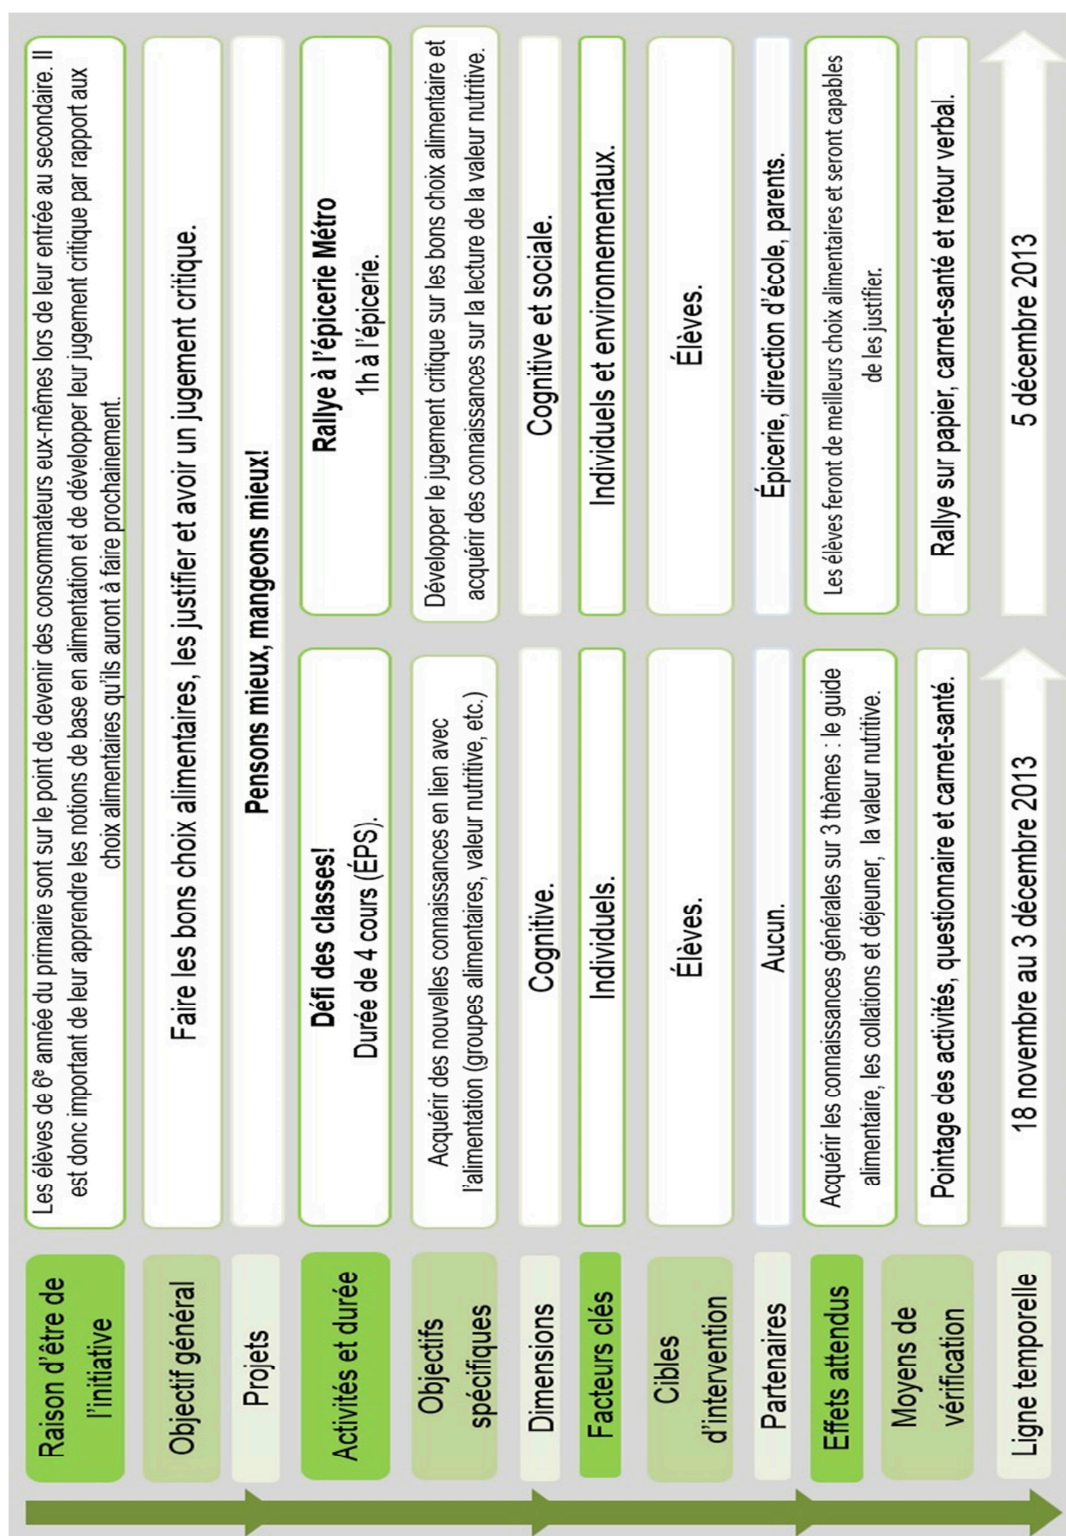 Raison d'être de
l'initiative
Les élèves de 6e année du primaire sont sur le point de devenir des consommateurs eux-mêmes lors de leur entrée au secondaire. Il
est donc important de leur apprendre les notions de base en alimentation et de développer leur jugement critique par rapport aux
choix alimentaires qu'ils auront à faire prochainement.
Objectif général
Faire les bons choix alimentaires, les justifier et avoir un jugement critique.
Projets
Pensons mieux, mangeons mieux!
Activités et durée
Défi des classes!
Durée de 4 cours (ÉPS).
Rallye à l'épicerie Métro
1h à l'épicerie.
Objectifs
spécifiques
Acquérir des nouvelles connaissances en lien avec
l'alimentation (groupes alimentaires, valeur nutritive, etc.)
Développer le jugement critique sur les bons choix alimentaire et
acquérir des connaissances sur la lecture de la valeur nutritive.
Dimensions
Cognitive.
Cognitive et sociale.
Facteurs clés
Individuels.
Individuels et environnementaux.
Cibles
d'intervention
Élèves.
Élèves.
Partenaires
Aucun.
Épicerie, direction d'école, parents.
Effets attendus
Acquérir les connaissances générales sur 3 thèmes : le guide
alimentaire, les collations et déjeuner, la valeur nutritive.
Les élèves feront de meilleurs choix alimentaires et seront capables
de les justifier.
Moyens de
vérification
Pointage des activités, questionnaire et carnet-santé.
Rallye sur papier, carnet-santé et retour verbal.
Ligne temporelle
18 novembre au 3 décembre 2013
5 décembre 2013